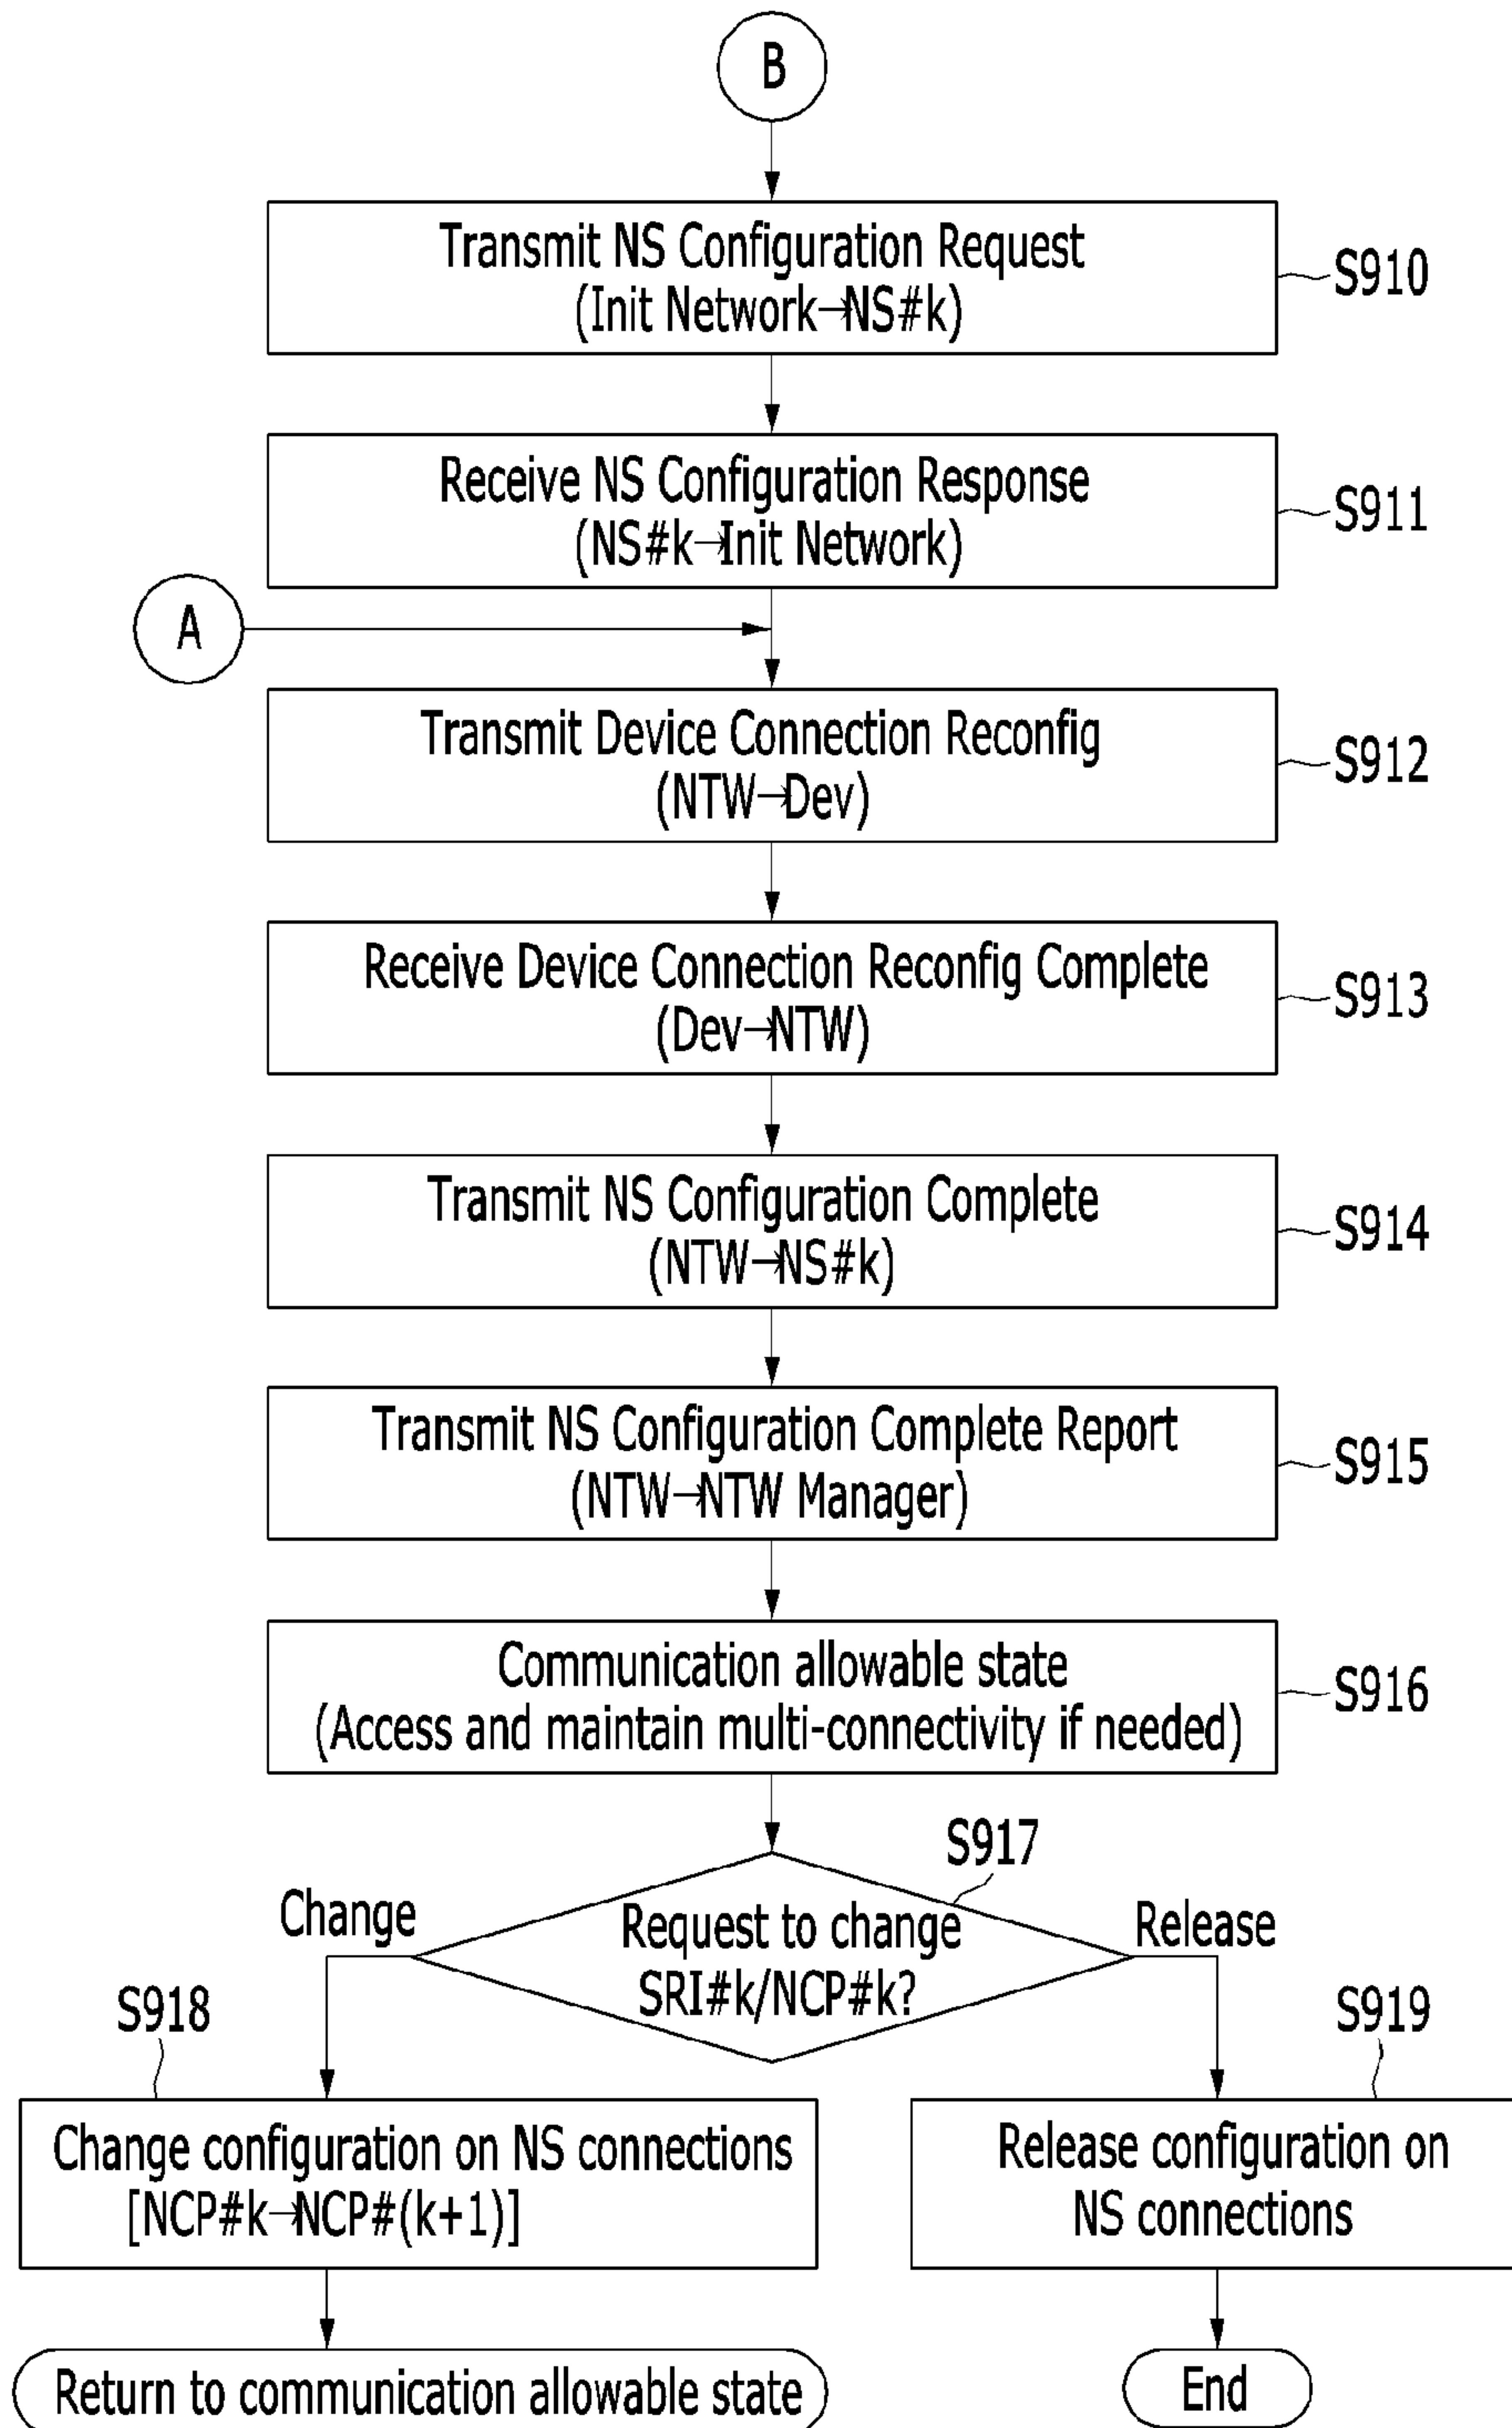 B
Transmit NS Configuration Request
(Init Network→NS#k)
S910
Receive NS Configuration Response
(NS#k→Init Network)
S911
A
Transmit Device Connection Reconfig
(NTW→Dev)
S912
Receive Device Connection Reconfig Complete
(Dev→NTW)
S913
Transmit NS Configuration Complete
(NTW→NS#k)
S914
Transmit NS Configuration Complete Report
(NTW→NTW Manager)
S915
Communication allowable state
(Access and maintain multi-connectivity if needed)
S916
S917
Change
Request to change
SRI#k/NCP#k?
Release
S918
S919
Change configuration on NS connections
[NCP#k→NCP#(k+1)]
Release configuration on
NS connections
Return to communication allowable state
End